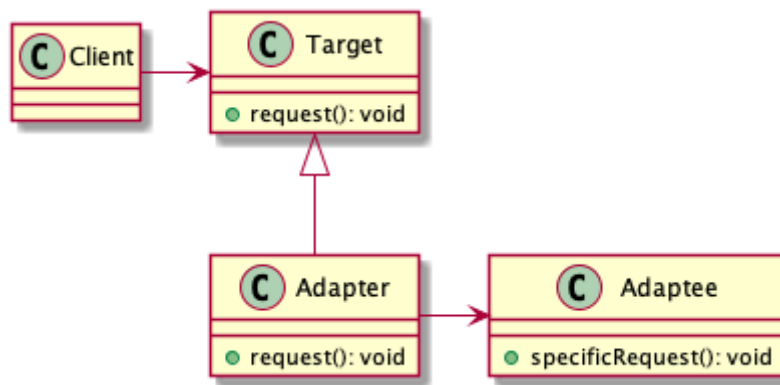 C Client
C Target
request(): void
C Adapter
request(): void
C Adaptee
specificRequest(): void